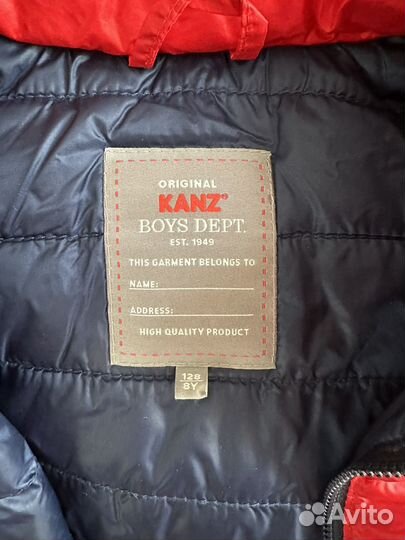 ORIGINAL
KANZ®
BOYS DEPT.
EST. 1949
THIS GARMENT BELONGS TO
NAME:
ADDRESS:
HIGH QUALITY PRODUCT
128
8Y
Avito